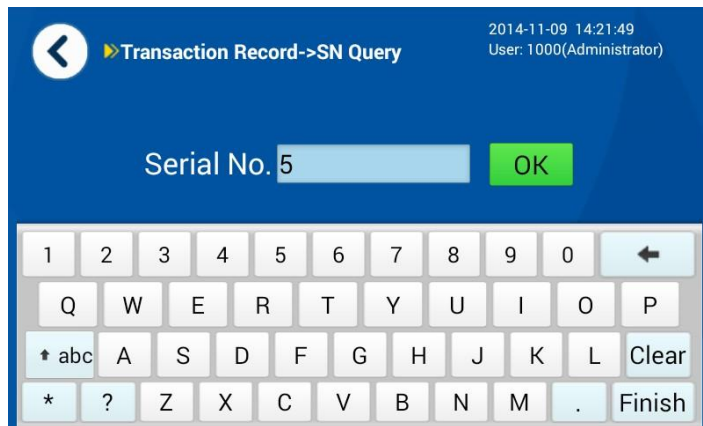 2014-11-09 14:21:49
Transaction Record->SN Query
User: 1000(Administrator)
Serial No. 5 OK
1 2 3 4 5 6 7 8 9 0
Q W E R T Y U I O P
abc A S D F G H J K L Clear
* ? Z X C V B N M . Finish